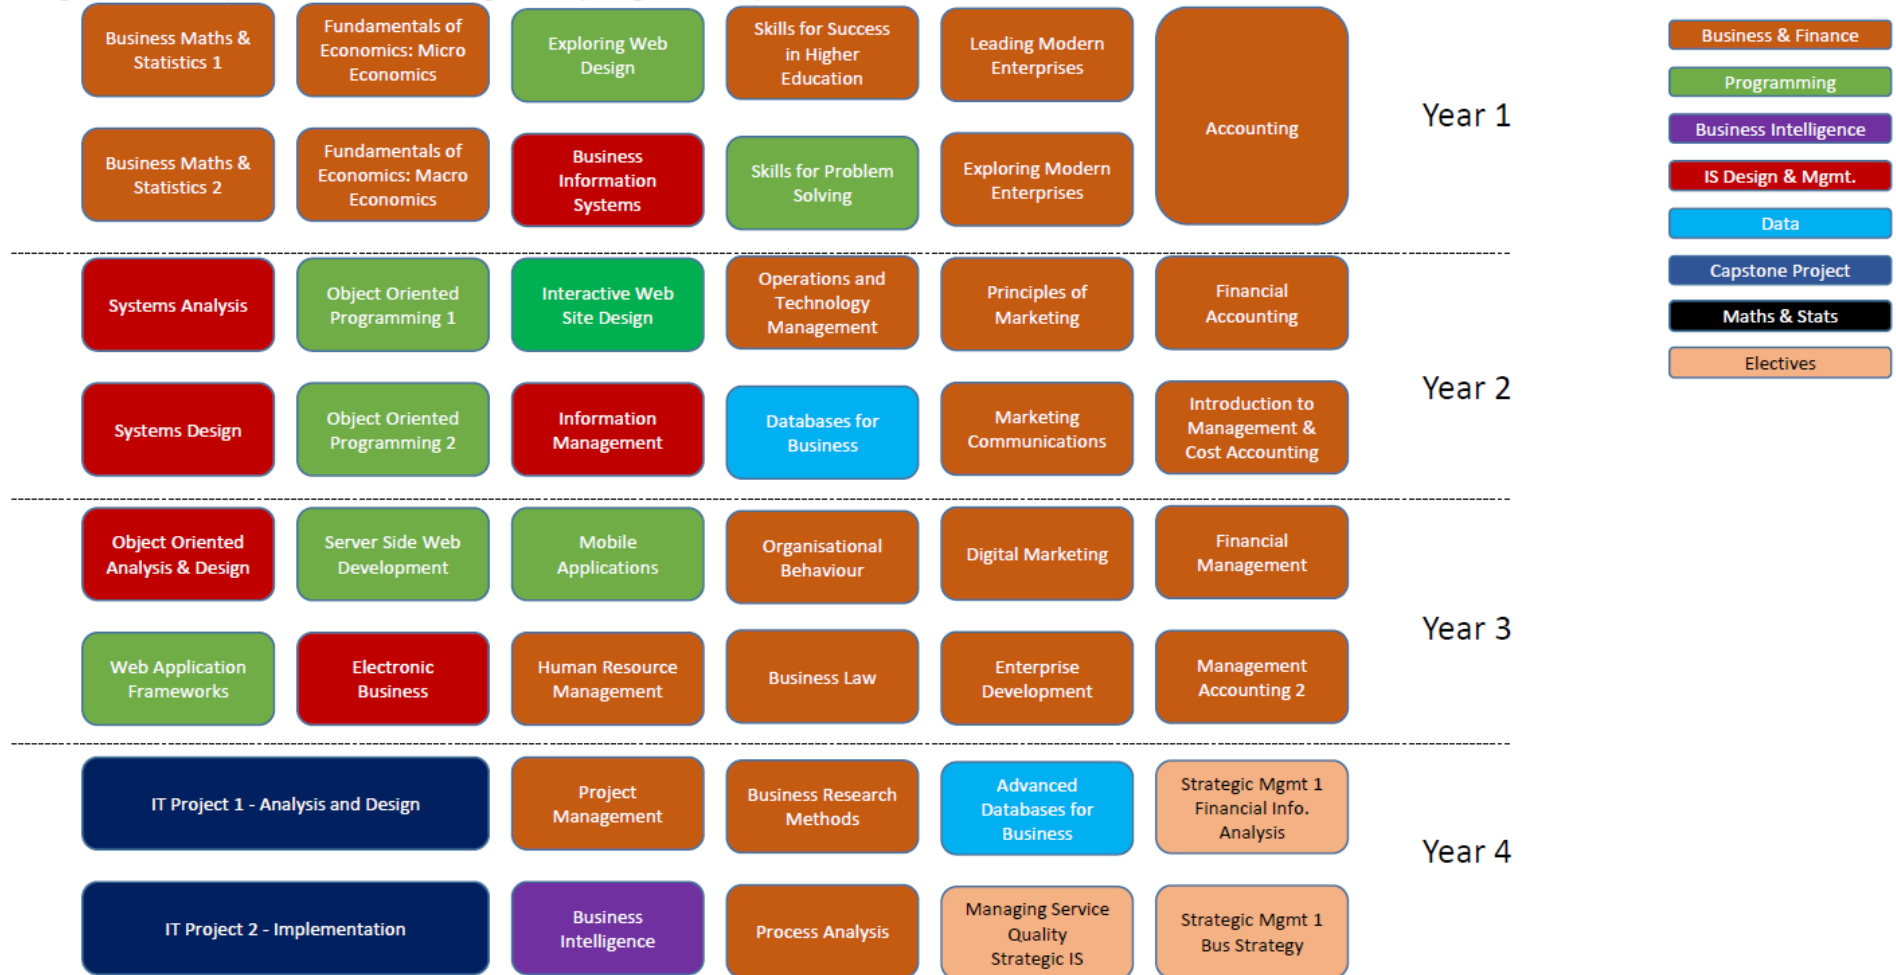 Business Maths &
Statistics 1
Fundamentals of
Economics: Micro
Economics
Exploring Web
Design
Skills for Success
in Higher
Education
Leading Modern
Enterprises
Accounting
Business Maths &
Statistics 2
Fundamentals of
Economics: Macro
Economics
Business
Information
Systems
Skills for Problem
Solving
Exploring Modern
Enterprises
Year 1
Systems Analysis
Object Oriented
Programming 1
Interactive Web
Site Design
Operations and
Technology
Management
Principles of
Marketing
Financial
Accounting
Systems Design
Object Oriented
Programming 2
Information
Management
Databases for
Business
Marketing
Communications
Introduction to
Management &
Cost Accounting
Year 2
Object Oriented
Analysis & Design
Server Side Web
Development
Mobile
Applications
Organisational
Behaviour
Digital Marketing
Financial
Management
Web Application
Frameworks
Electronic
Business
Human Resource
Management
Business Law
Enterprise
Development
Management
Accounting 2
Year 3
IT Project 1 - Analysis and Design
Project
Management
Business Research
Methods
Advanced
Databases for
Business
Strategic Mgmt 1
Financial Info.
Analysis
IT Project 2 - Implementation
Business
Intelligence
Process Analysis
Managing Service
Quality
Strategic IS
Strategic Mgmt 1
Bus Strategy
Year 4
Business & Finance
Programming
Business Intelligence
IS Design & Mgmt.
Data
Capstone Project
Maths & Stats
Electives